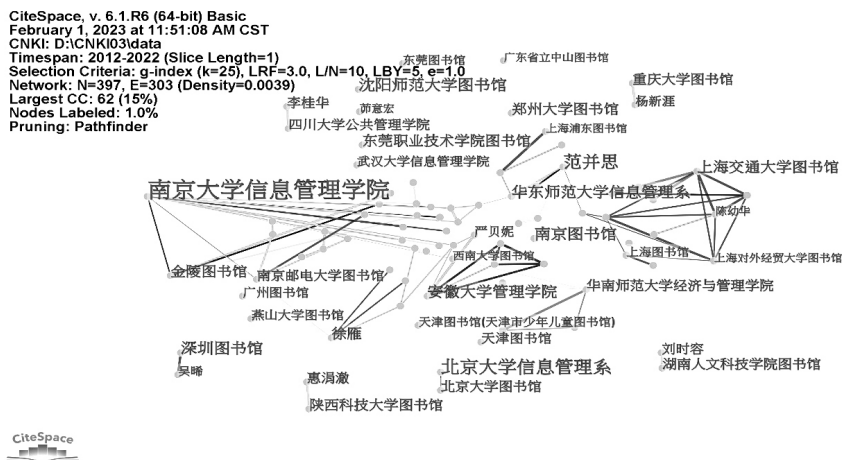 CiteSpace, v. 6.1.R6 (64-bit) Basic
February 1, 2023 at 11:51:08 AM CST
CNKI: D:\CNKI03\data
Timespan: 2012-2022 (Slice Length=1)
Selection Criteria: g-index (k=25), LRF=3.0, L/N=10, LBY=5, e=1.0
Network: N=397, E=303 (Density=0.0039)
Largest CC: 62 (15%)
Nodes Labeled: 1.0%
Pruning: Pathfinder
东莞图书馆
广东省立中山图书馆
沈阳师范大学图书馆
重庆大学图书馆
李桂华
茆意宏
郑州大学图书馆
杨新涯
四川大学公共管理学院
上海浦东图书馆
东莞职业技术学院图书馆
武汉大学信息管理学院
范并思
上海交通大学图书馆
南京大学信息管理学院
华东师范大学信息管理系
陈幼华
严贝妮
南京图书馆
西南大学图书馆
上海图书馆
上海对外经贸大学图书馆
金陵图书馆
南京邮电大学图书馆
广州图书馆
安徽大学管理学院
华南师范大学经济与管理学院
燕山大学图书馆
天津图书馆(天津市少年儿童图书馆)
徐雁
天津图书馆
深圳图书馆
刘时容
吴晞
北京大学信息管理系
湖南人文科技学院图书馆
惠涓澈
北京大学图书馆
陕西科技大学图书馆
CiteSpace